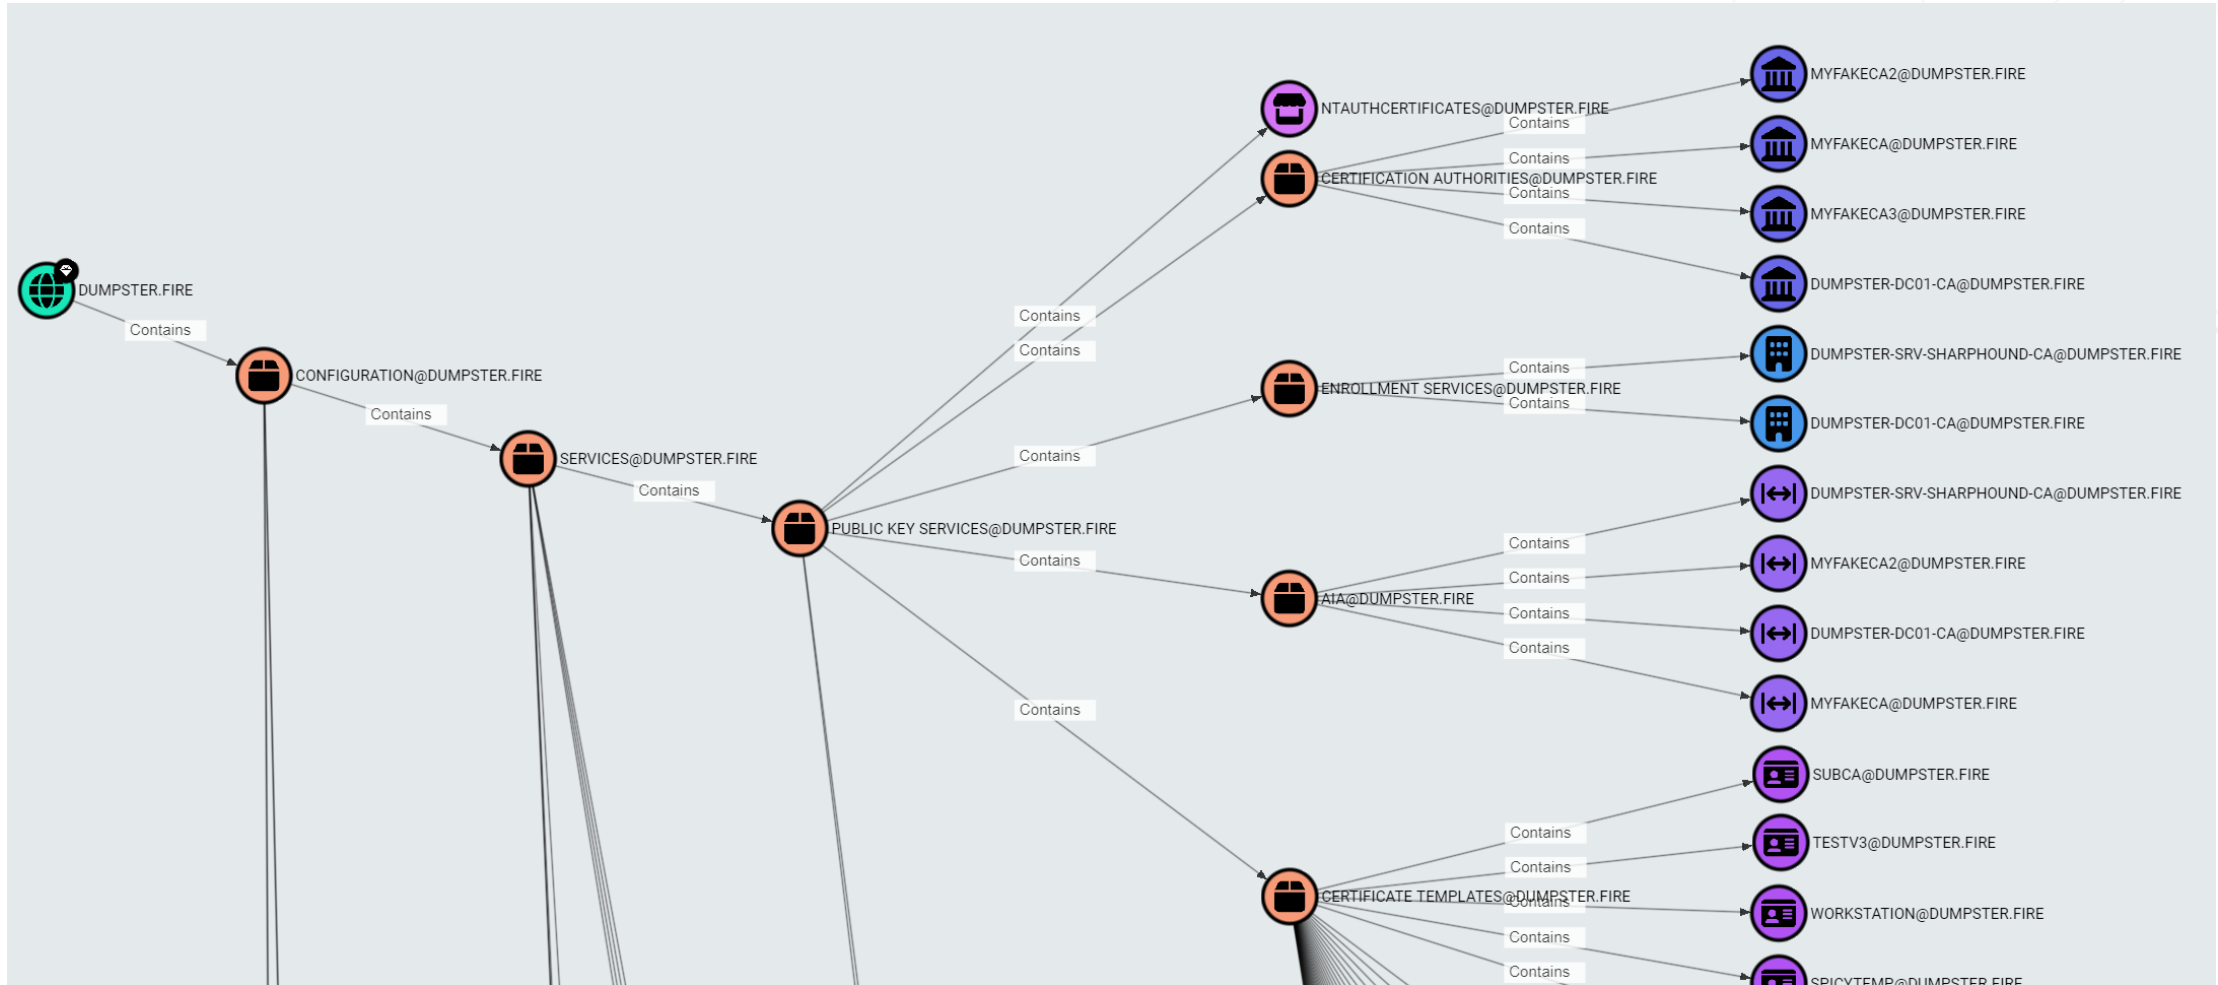 MYFAKECA2@DUMPSTER.FIRE
NTAUTHCERTIFICATES@DUMPSTER.FIRE
Contains
MYFAKECA@DUMPSTER.FIRE
Contains
CERTIFICATION AUTHORITIES@DUMPSTER.FIRE
Contains
MYFAKECA3@DUMPSTER.FIRE
Contains
DUMPSTER-DC01-CA@DUMPSTER.FIRE
DUMPSTER.FIRE
Contains
Contains
Contains
DUMPSTER-SRV-SHARPHOUND-CA@DUMPSTER.FIRE
Contains
CONFIGURATION@DUMPSTER.FIRE
ENROLLMENT SERVICES@DUMPSTER.FIRE
Contains
Contains
DUMPSTER-DC01-CA@DUMPSTER.FIRE
Contains
SERVICES@DUMPSTER.FIRE
Contains
DUMPSTER-SRV-SHARPHOUND-CA@DUMPSTER.FIRE
PUBLIC KEY SERVICES@DUMPSTER.FIRE
Contains
Contains
MYFAKECA2@DUMPSTER.FIRE
Contains
AIA@DUMPSTER.FIRE
Contains
DUMPSTER-DC01-CA@DUMPSTER.FIRE
Contains
MYFAKECA@DUMPSTER.FIRE
Contains
SUBCA@DUMPSTER.FIRE
Contains
TESTV3@DUMPSTER.FIRE
Contains
CERTIFICATE TEMPLATES@DUMPSTER.FIRE
Contains
WORKSTATION@DUMPSTER.FIRE
Contains
Contains
SPICYTEMP@DUMPSTER.FIRE